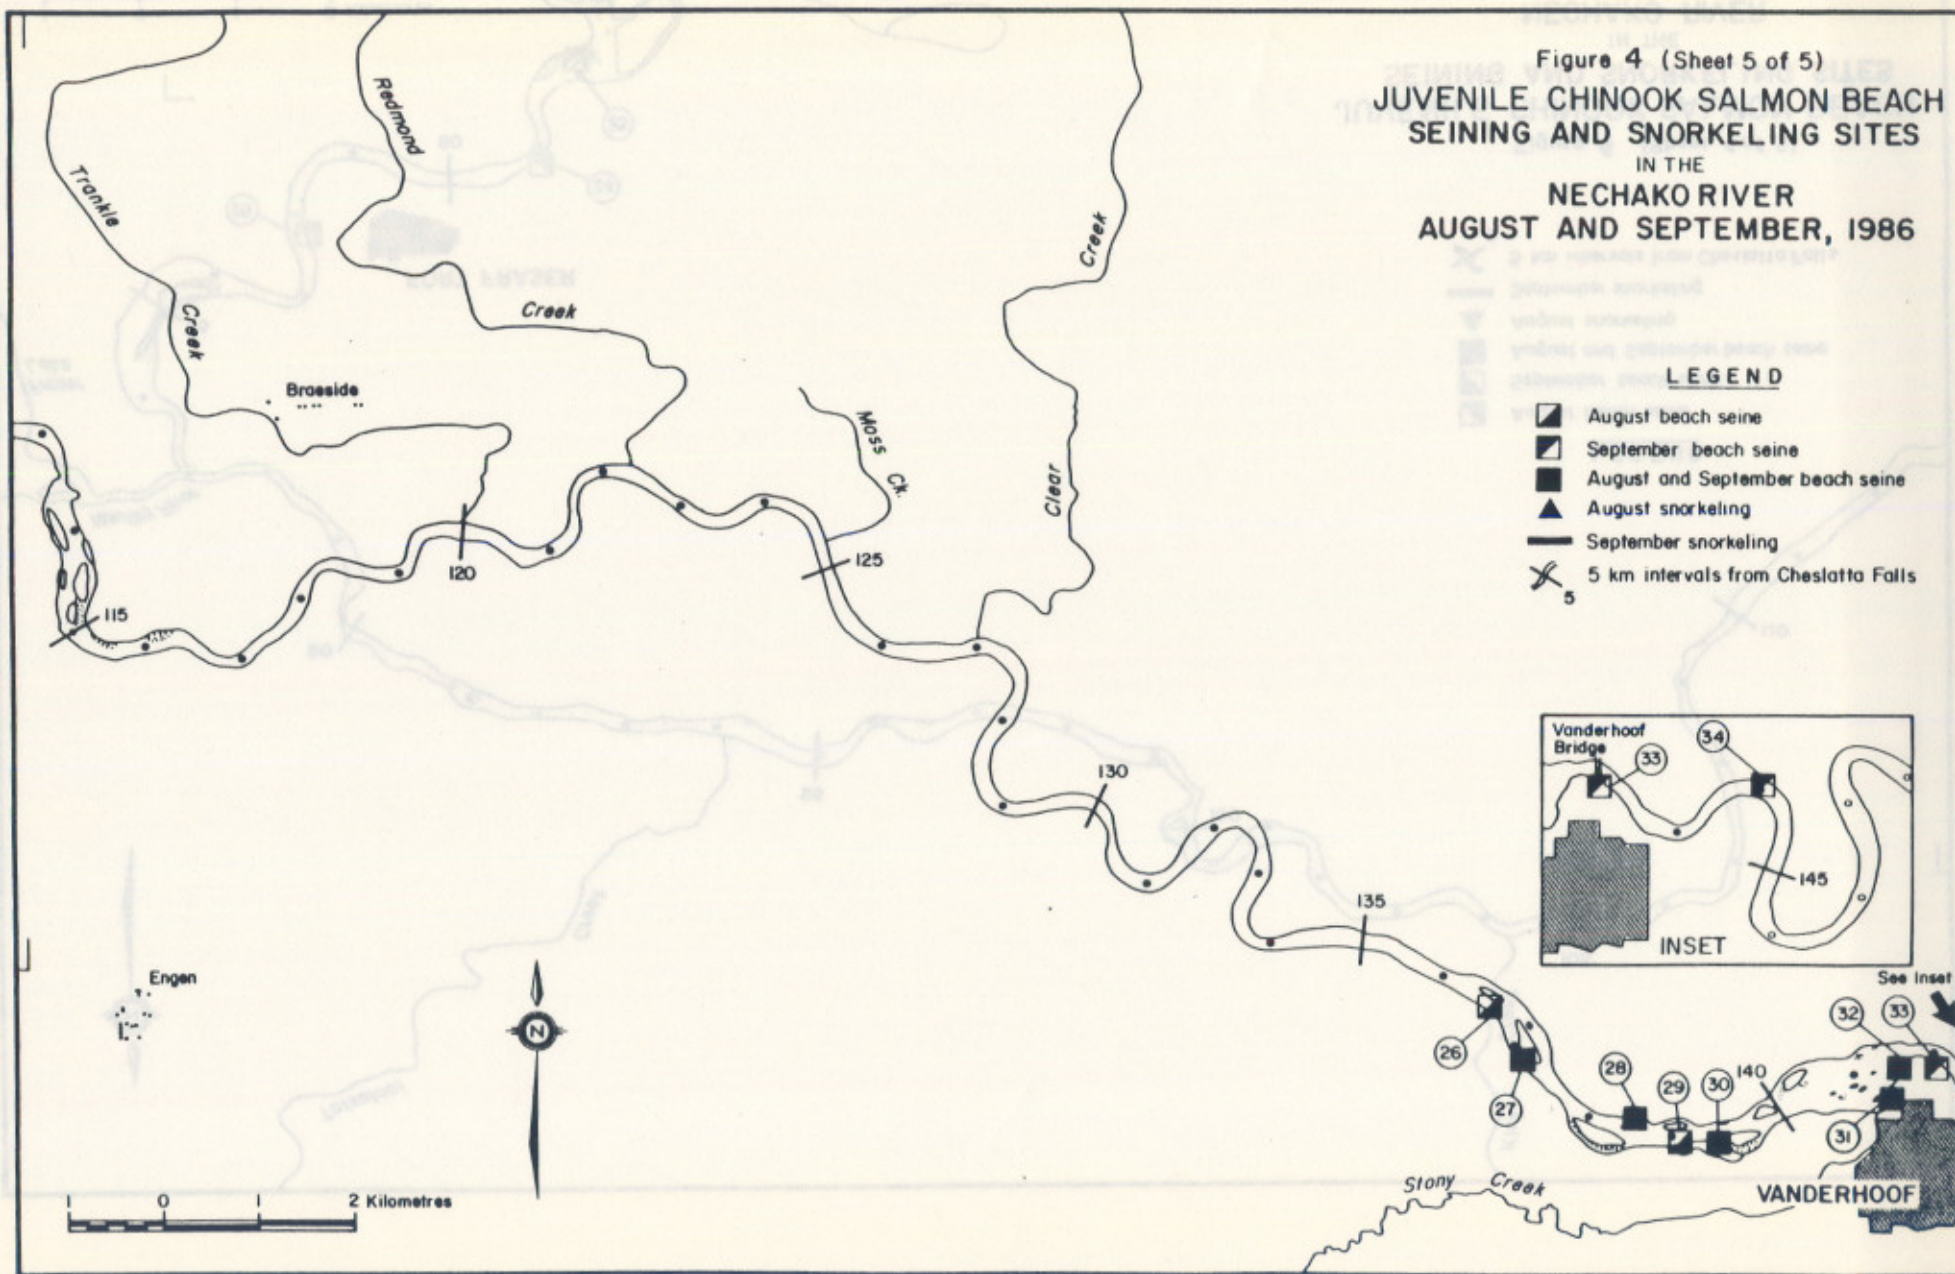 Figure 4 (Sheet 5 of 5)
JUVENILE CHINOOK SALMON BEACH
SEINING AND SNORKELING SITES
IN THE
NECHAKO RIVER
AUGUST AND SEPTEMBER, 1986
LEGEND
August beach seine
September beach seine
August and September beach seine
August snorkeling
September snorkeling
5 km intervals from Cheslatta Falls
5
Trankle
Creek
Redmond
Creek
Braeside
Moss Ck.
Creek
Clear
115
120
125
130
135
140
Vanderhoof
Bridge
33
34
145
INSET
See Inset
Engen
N
26
27
28
29
30
31
32
33
Stony Creek
VANDERHOOF
1 0 1 2 Kilometres